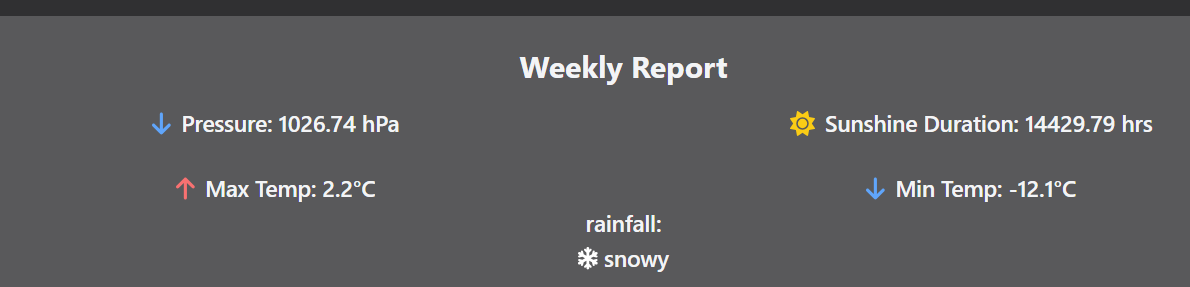 Weekly Report
Pressure: 1026.74 hPa
Sunshine Duration: 14429.79 hrs
Max Temp: 2.2°C
Min Temp: -12.1°C
rainfall:
snowy